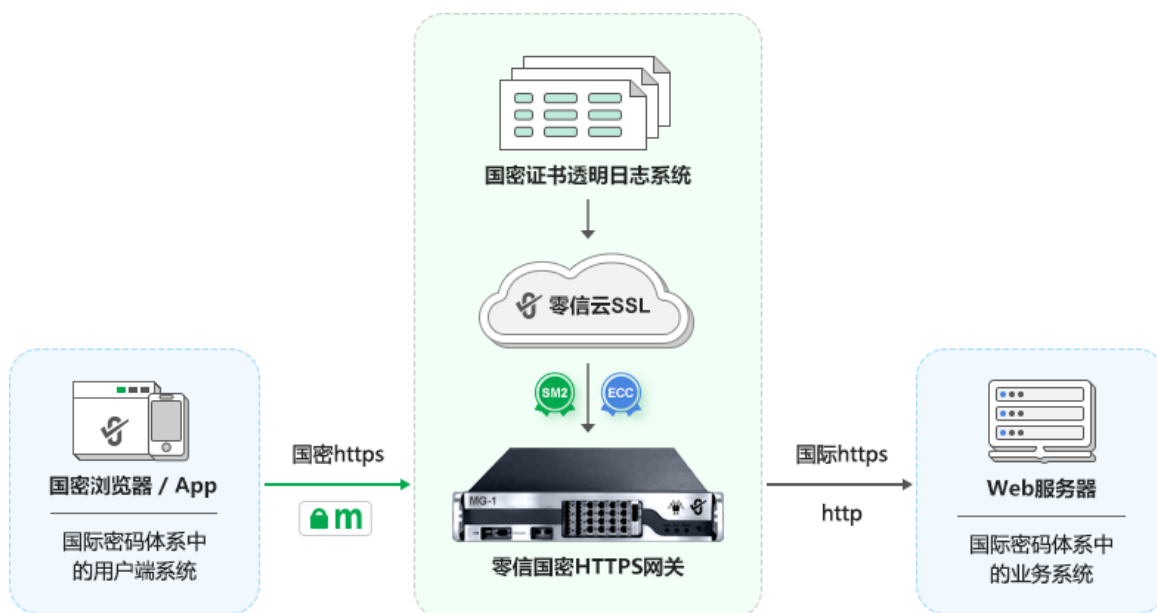 国密证书透明日志系统
零信云SSL
SM2
ECC
国密浏览器 / App
国际密码体系中
的用户端系统
国密https
m
MG-1
零信国密HTTPS网关
国际https
http
Web服务器
国际密码体系中
的业务系统